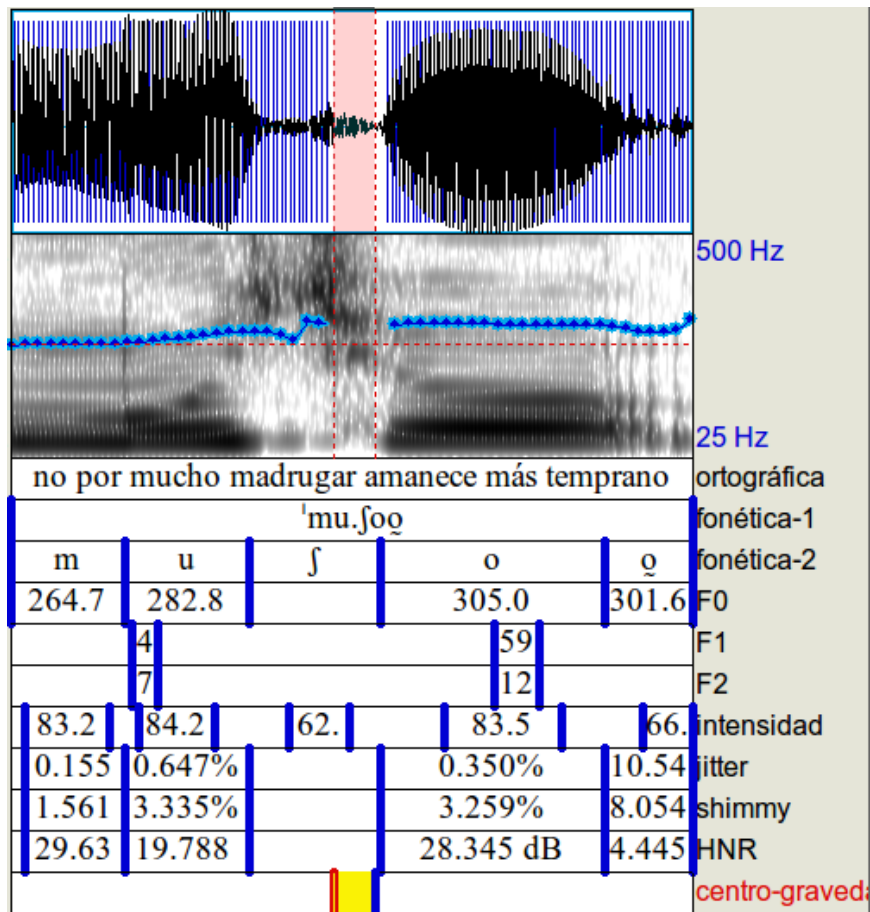 500 Hz
25 Hz
no por mucho madrugar amanece más temprano ortográfica
ˈmu.ʃoo̰ fonética-1
m u ʃ o o̰ fonética-2
264.7 282.8 305.0 301.6 F0
4 59 F1
7 12 F2
83.2 84.2 62. 83.5 66. intensidad
0.155 0.647% 0.350% 10.54 jitter
1.561 3.335% 3.259% 8.054 shimmy
29.63 19.788 28.345 dB 4.445 HNR
centro-graveda